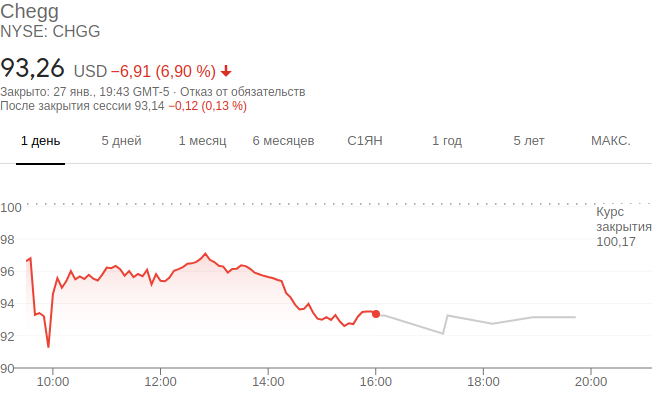 Chegg
NYSE: CHGG
93,26 USD −6,91 (6,90 %)
Закрыто: 27 янв., 19:43 GMT-5 · Отказ от обязательств
После закрытия сессии 93,14 −0,12 (0,13 %)
1 день 5 дней 1 месяц 6 месяцев С1ЯН 1 год 5 лет МАКС.
100
Курс
закрытия
100,17
98
96
94
92
90
10:00 12:00 14:00 16:00 18:00 20:00